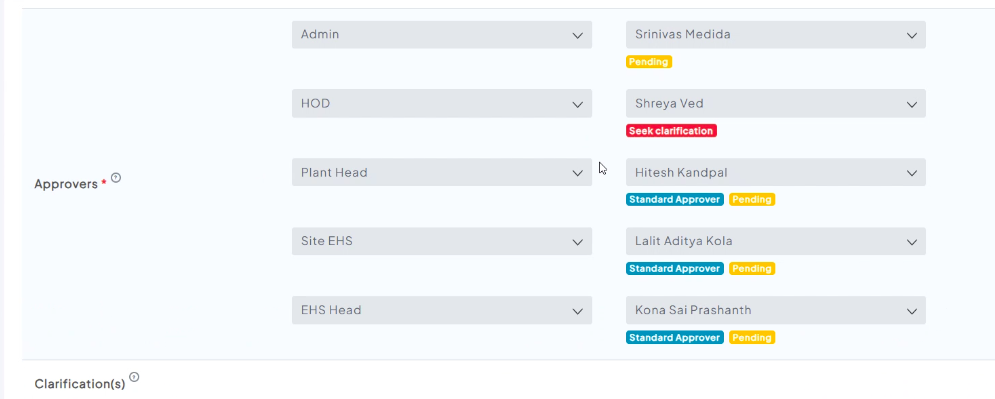 Admin
Srinivas Medida
Pending
HOD
Shreya Ved
Seek clarification
Approvers * ?
Plant Head
Hitesh Kandpal
Standard Approver Pending
Site EHS
Lalit Aditya Kola
Standard Approver Pending
EHS Head
Kona Sai Prashanth
Standard Approver Pending
Clarification(s) ?